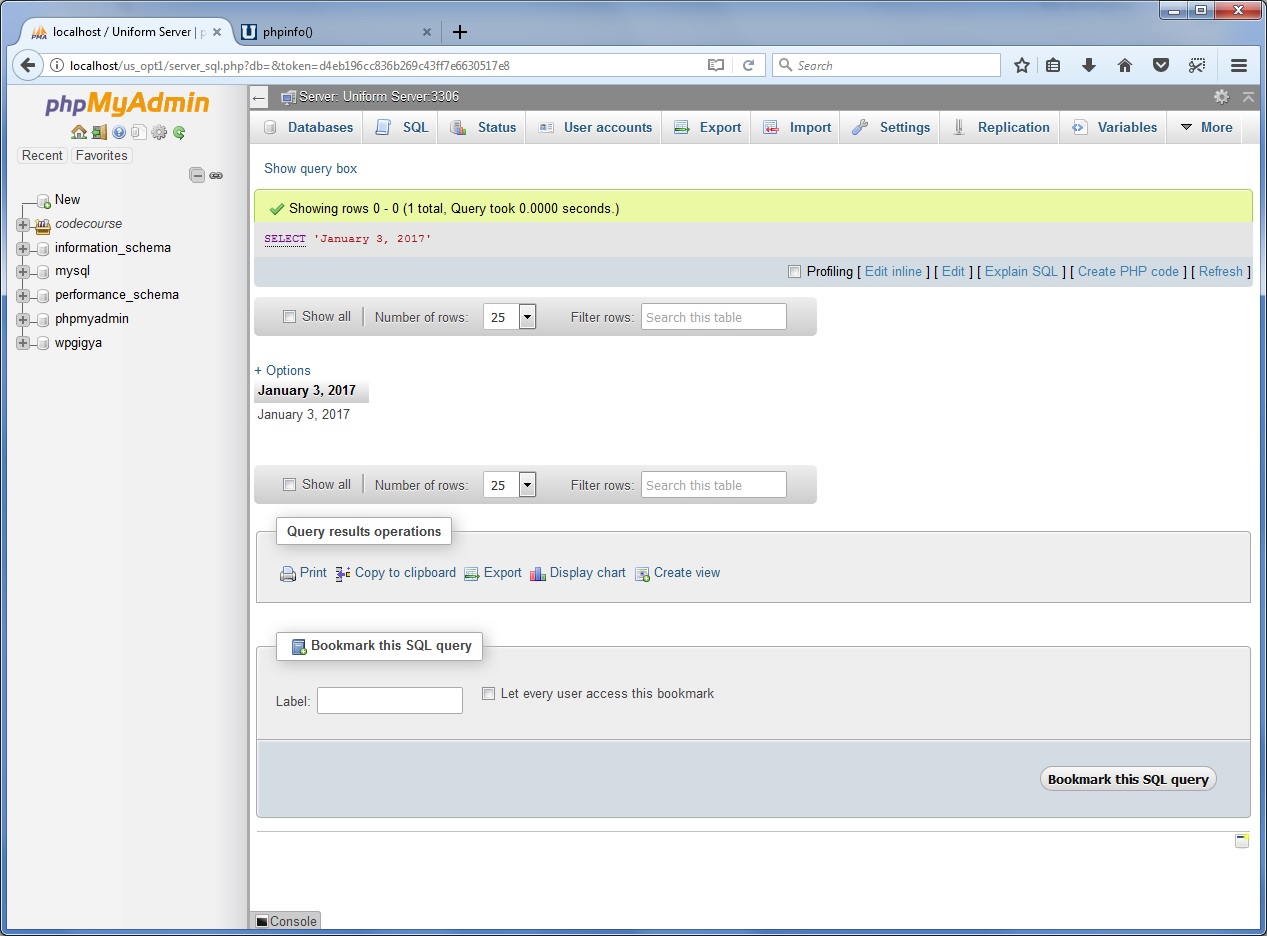 localhost / Uniform Server | p
phpinfo()
localhost/us_opt1/server_sql.php?db=&token=d4eb196cc836b269c43ff7e6630517e8
Search
phpMyAdmin
Recent
Favorites
New
codecourse
information_schema
mysql
performance_schema
phpmyadmin
wpgigya
Server: Uniform Server:3306
Databases SQL Status User accounts Export Import Settings Replication Variables More
Show query box
Showing rows 0 - 0 (1 total, Query took 0.0000 seconds.)
SELECT 'January 3, 2017'
Profiling [ Edit inline ] [ Edit ] [ Explain SQL ] [ Create PHP code ] [ Refresh ]
Show all Number of rows: 25 Filter rows: Search this table
+ Options
January 3, 2017
January 3, 2017
Show all Number of rows: 25 Filter rows: Search this table
Query results operations
Print Copy to clipboard Export Display chart Create view
Bookmark this SQL query
Label: Let every user access this bookmark
Bookmark this SQL query
Console